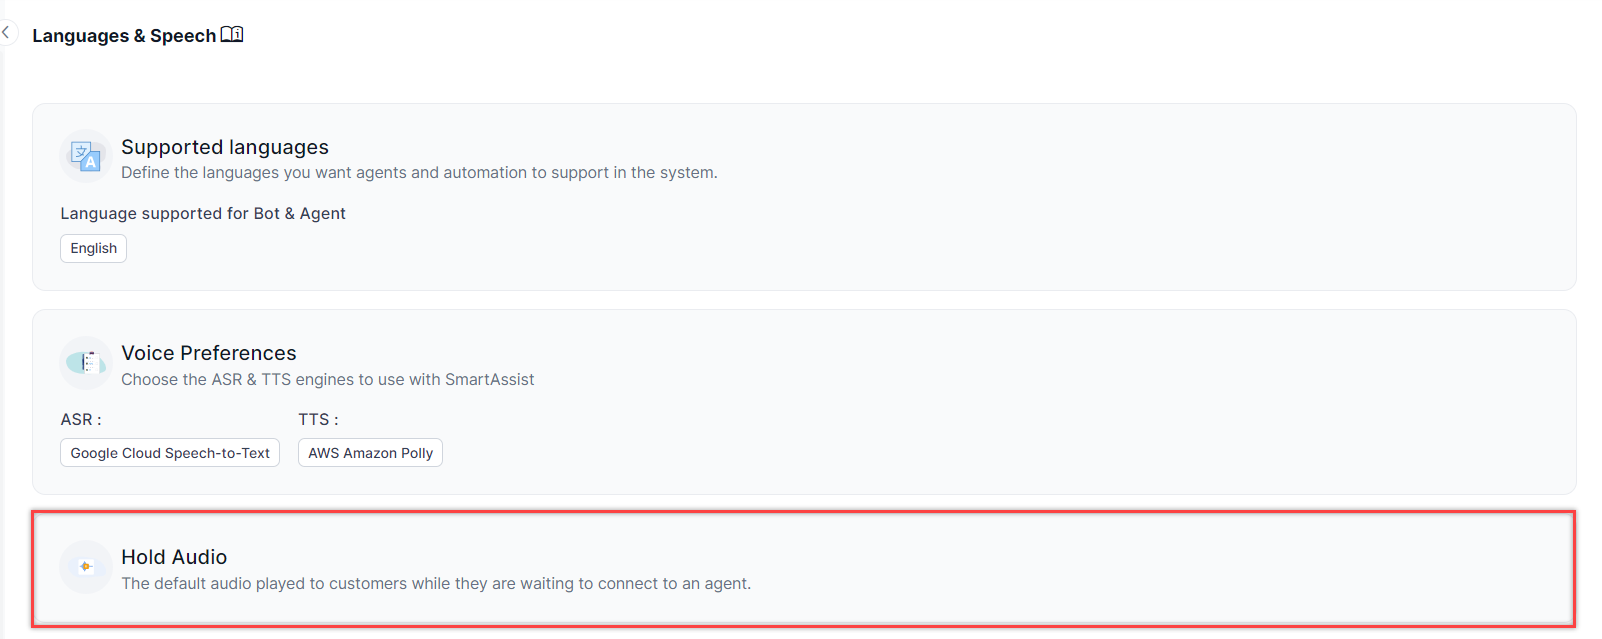 Languages & Speech
Supported languages
Define the languages you want agents and automation to support in the system.
Language supported for Bot & Agent
English
Voice Preferences
Choose the ASR & TTS engines to use with SmartAssist
ASR : TTS :
Google Cloud Speech-to-Text AWS Amazon Polly
Hold Audio
The default audio played to customers while they are waiting to connect to an agent.